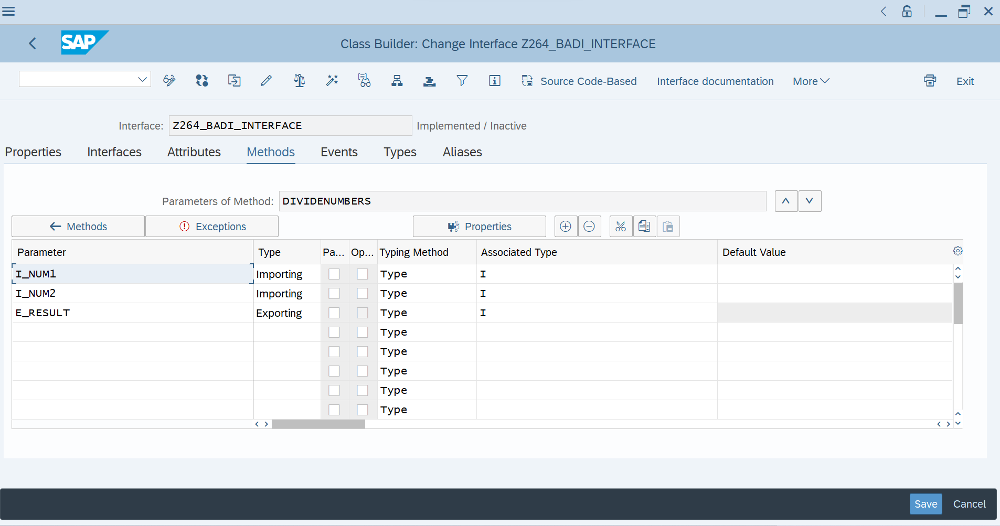 SAP
Class Builder: Change Interface Z264_BADI_INTERFACE
Source Code-Based Interface documentation More Exit
Interface: Z264_BADI_INTERFACE Implemented / Inactive
Properties Interfaces Attributes Methods Events Types Aliases
Parameters of Method: DIVIDENUMBERS
Methods Exceptions Properties
Parameter Type Pa... Op... Typing Method Associated Type Default Value
I_NUM1 Importing Type I
I_NUM2 Importing Type I
E_RESULT Exporting Type I
Type
Type
Type
Type
Type
Save Cancel